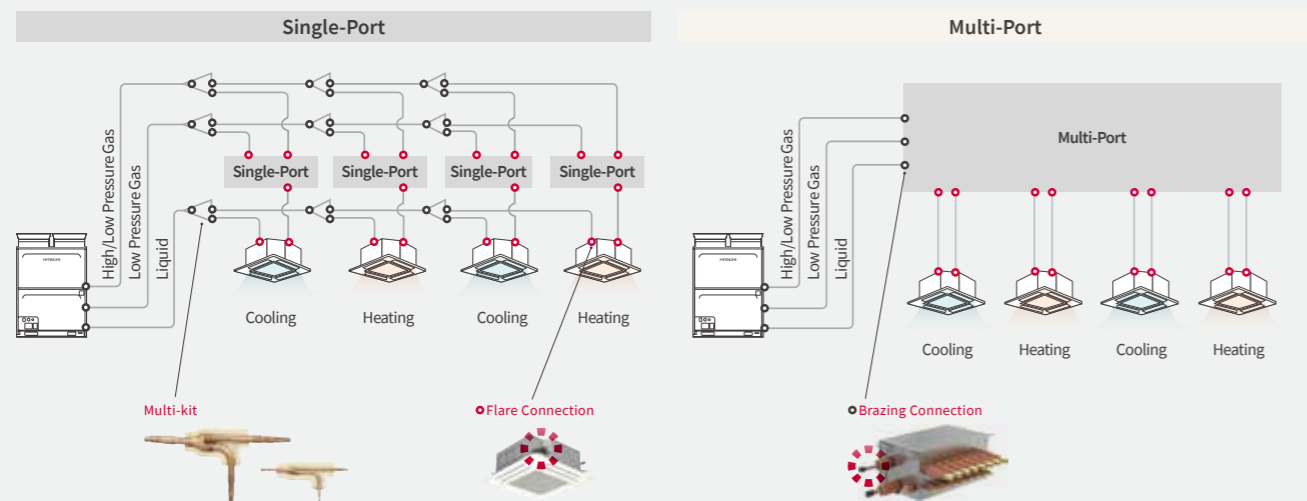 Single-Port
Multi-Port
High/Low Pressure Gas
Low Pressure Gas
Liquid
Single-Port
Single-Port
Single-Port
Single-Port
HITACHI
Cooling
Heating
Cooling
Heating
Multi-kit
Flare Connection
High/Low Pressure Gas
Low Pressure Gas
Liquid
Multi-Port
HITACHI
Cooling
Heating
Cooling
Heating
Brazing Connection